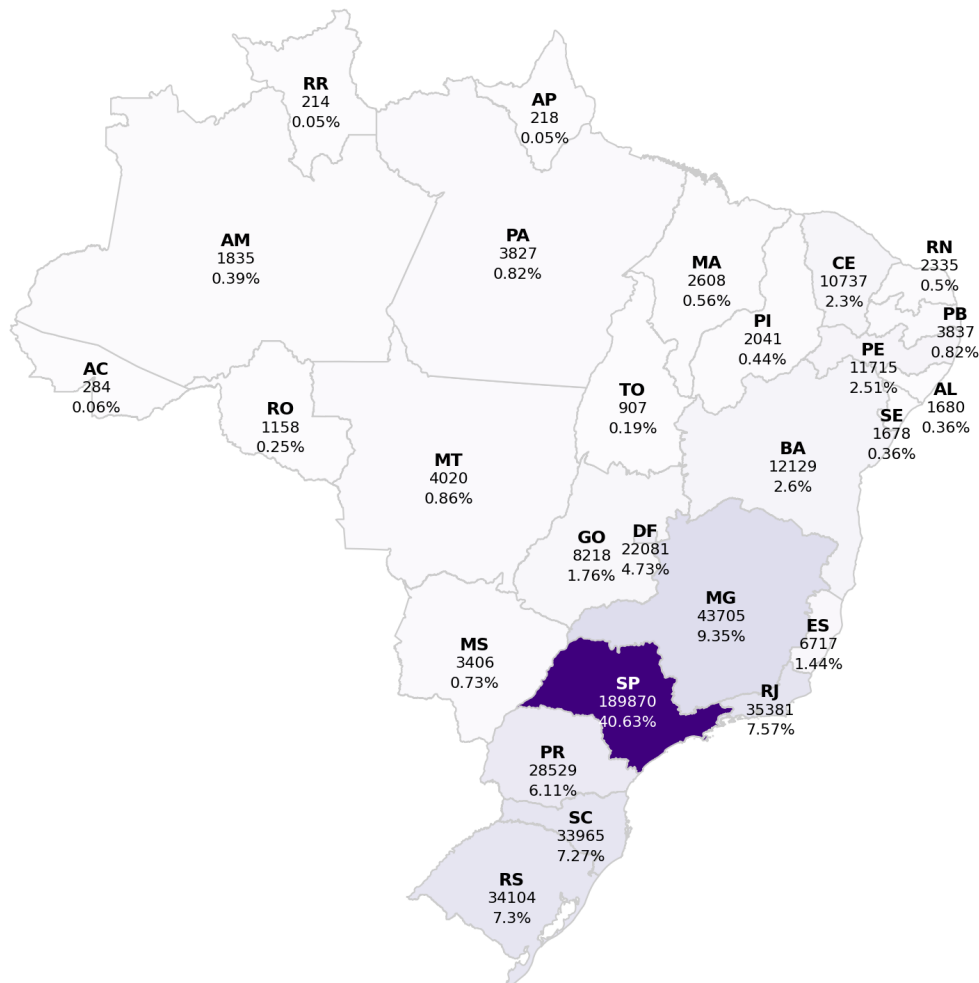 RR
214
0.05%
AP
218
0.05%
AM
1835
0.39%
PA
3827
0.82%
MA
2608
0.56%
CE
10737
2.3%
RN
2335
0.5%
PI
2041
0.44%
PB
3837
0.82%
PE
11715
2.51%
AC
284
0.06%
RO
1158
0.25%
TO
907
0.19%
AL
1680
0.36%
SE
1678
0.36%
MT
4020
0.86%
BA
12129
2.6%
GO
8218
1.76%
DF
22081
4.73%
MG
43705
9.35%
ES
6717
1.44%
MS
3406
0.73%
SP
189870
40.63%
RJ
35381
7.57%
PR
28529
6.11%
SC
33965
7.27%
RS
34104
7.3%